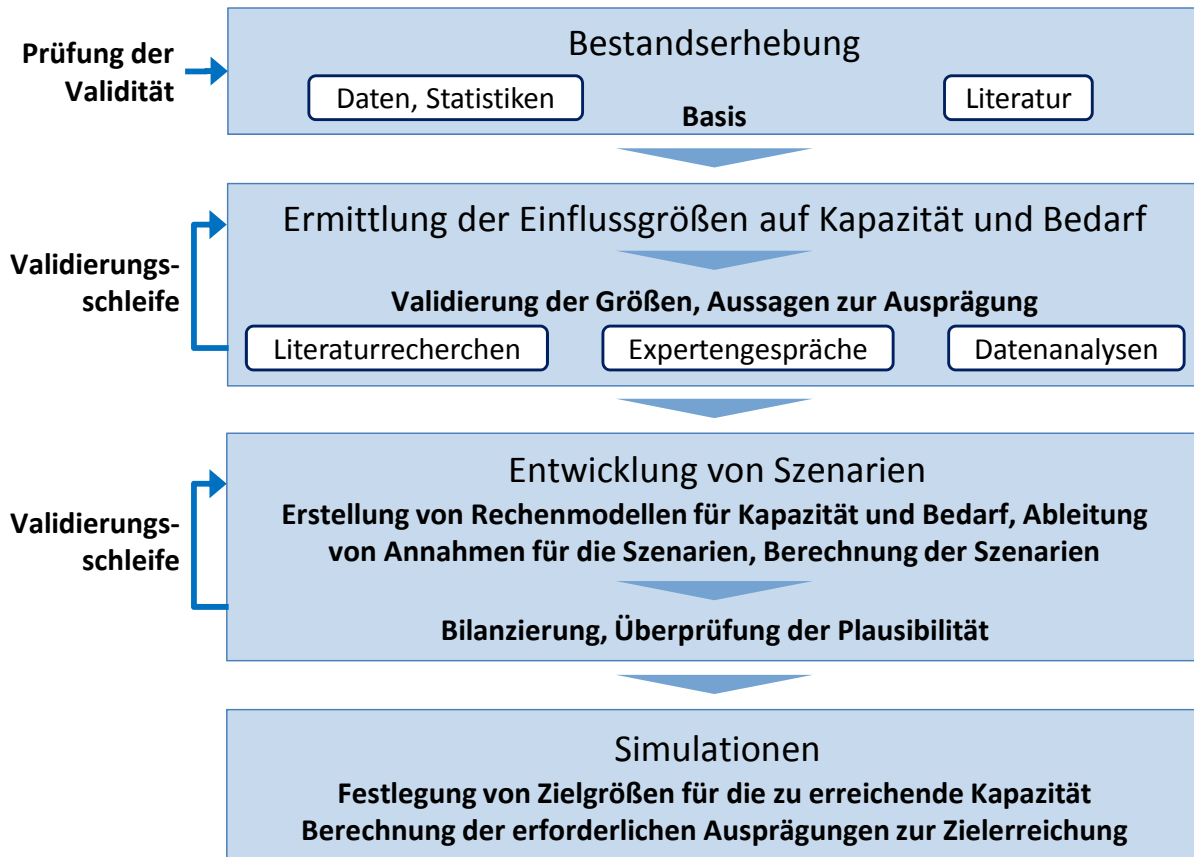 Prüfung der
Validität
Bestandserhebung
Daten, Statistiken
Literatur
Basis
Ermittlung der Einflussgrößen auf Kapazität und Bedarf
Validierungs-
schleife
Validierung der Größen, Aussagen zur Ausprägung
Literaturrecherchen
Expertengespräche
Datenanalysen
Entwicklung von Szenarien
Validierungs-
schleife
Erstellung von Rechenmodellen für Kapazität und Bedarf, Ableitung
von Annahmen für die Szenarien, Berechnung der Szenarien
Bilanzierung, Überprüfung der Plausibilität
Simulationen
Festlegung von Zielgrößen für die zu erreichende Kapazität
Berechnung der erforderlichen Ausprägungen zur Zielerreichung